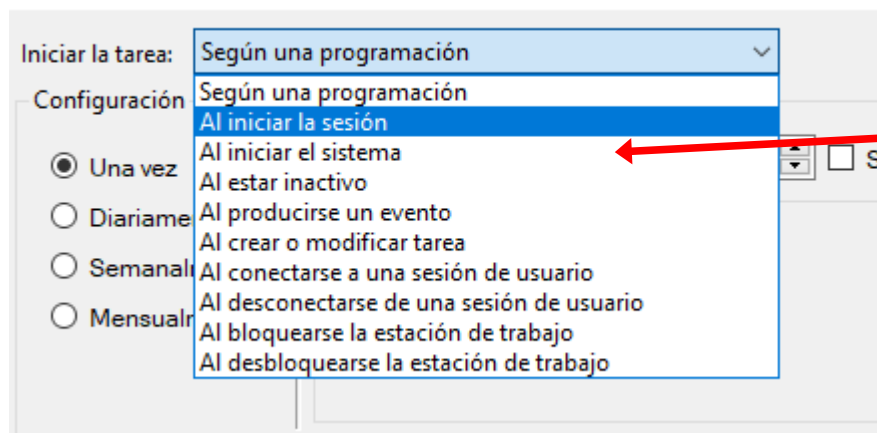 Iniciar la tarea: Según una programación
Configuración
Según una programación
Al iniciar la sesión
Al iniciar el sistema
Al estar inactivo
Al producirse un evento
Al crear o modificar tarea
Al conectarse a una sesión de usuario
Al desconectarse de una sesión de usuario
Al bloquearse la estación de trabajo
Al desbloquearse la estación de trabajo
Una vez
S